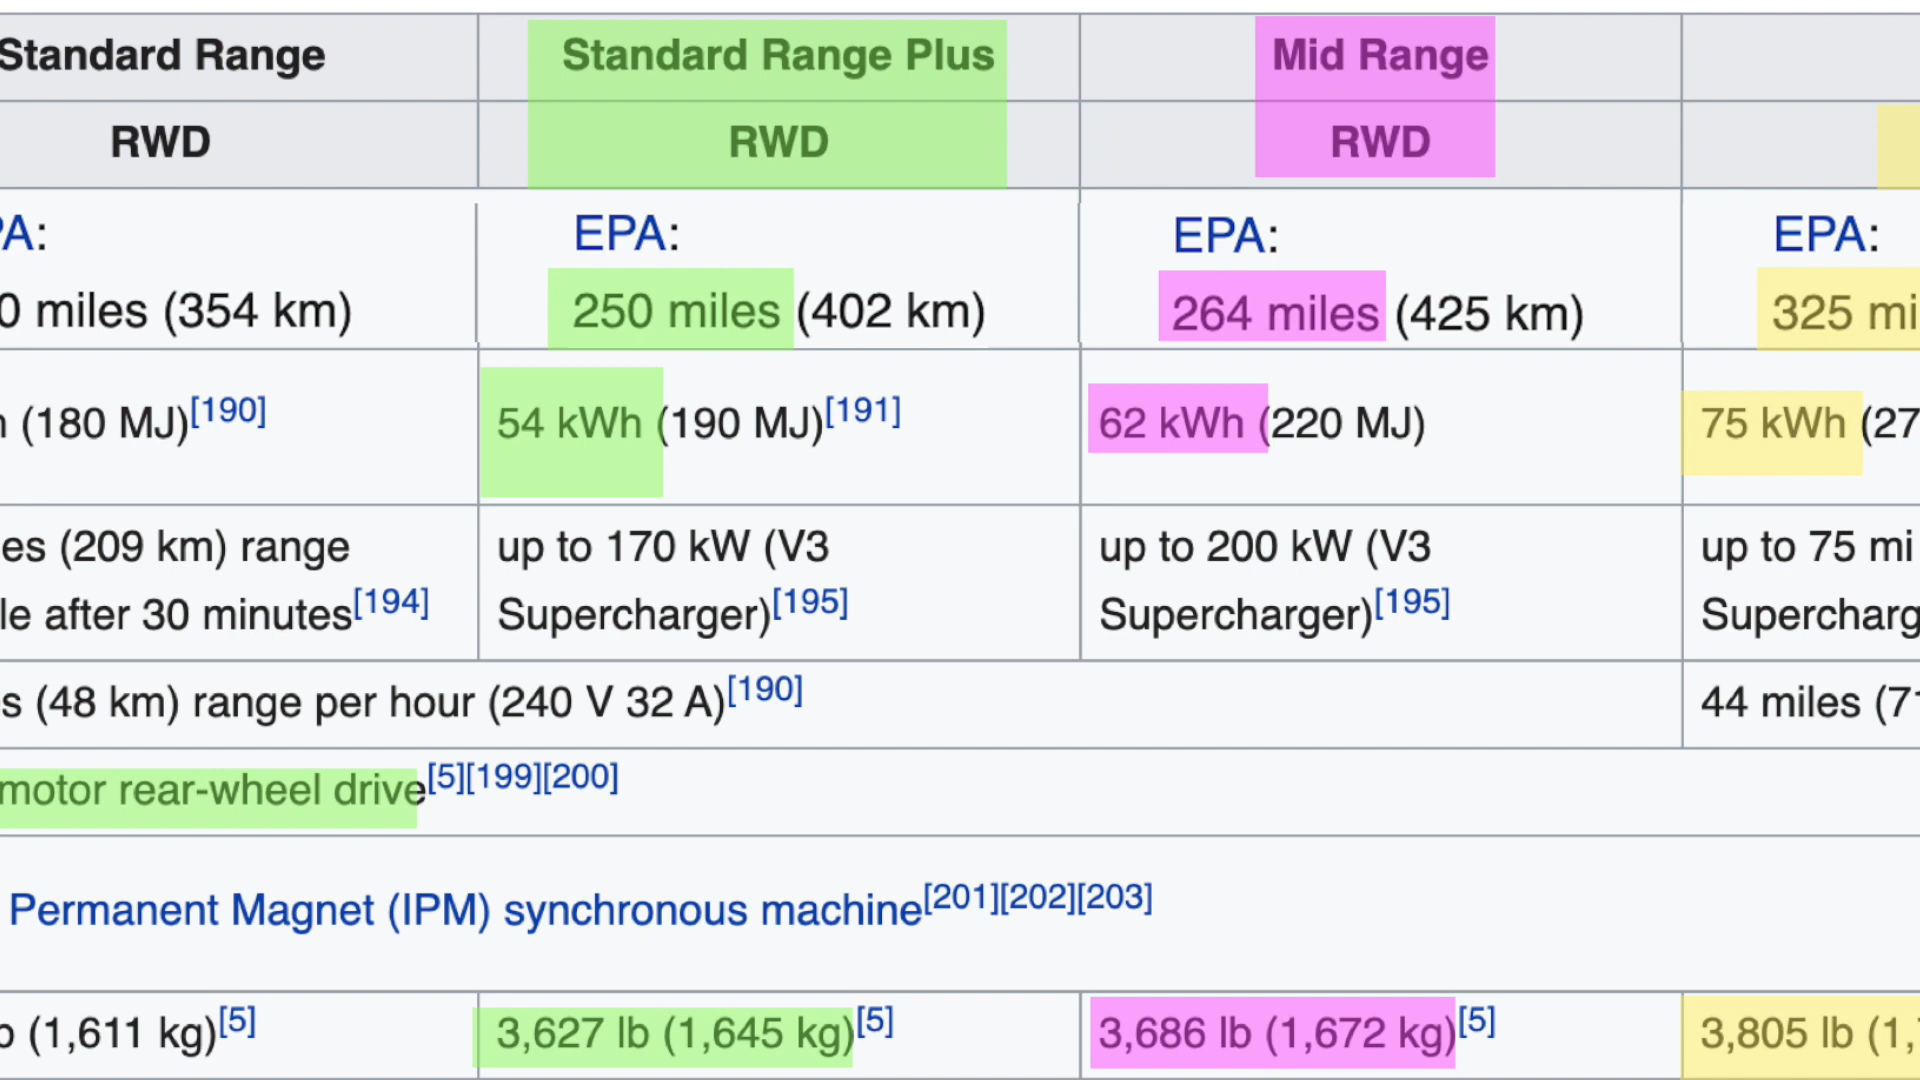 Standard Range Standard Range Plus Mid Range
RWD RWD RWD
PA: EPA: EPA: EPA:
0 miles (354 km) 250 miles (402 km) 264 miles (425 km) 325 mi
(180 MJ)[190] 54 kWh (190 MJ)[191] 62 kWh (220 MJ) 75 kWh (27
es (209 km) range up to 170 kW (V3 up to 200 kW (V3 up to 75 mi
le after 30 minutes[194] Supercharger)[195] Supercharger)[195] Supercharg
s (48 km) range per hour (240 V 32 A)[190] 44 miles (7
motor rear-wheel drive[5][199][200]
Permanent Magnet (IPM) synchronous machine[201][202][203]
(1,611 kg)[5] 3,627 lb (1,645 kg)[5] 3,686 lb (1,672 kg)[5] 3,805 lb (1,